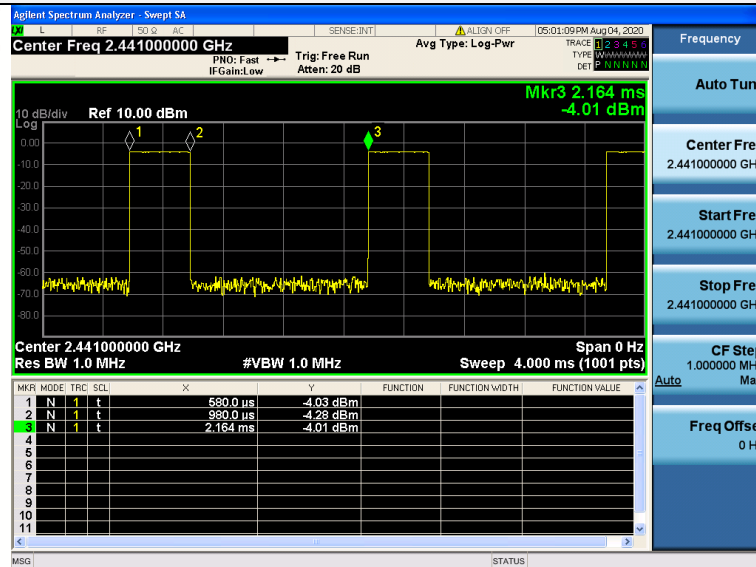 Agilent Spectrum Analyzer - Swept SA
LXI L RF 50 Ω AC SENSE:INT ALIGN OFF 05:01:09 PM Aug 04, 2020
Center Freq 2.441000000 GHz
PNO: Fast
IFGain:Low
Trig: Free Run
Atten: 20 dB
Avg Type: Log-Pwr
TRACE 1 2 3 4 5 6
TYPE WWWWWW
DET P N N N N N
Mkr3 2.164 ms
-4.01 dBm
10 dB/div Ref 10.00 dBm
Log
1 2 3
0.00
-10.0
-20.0
-30.0
-40.0
-50.0
-60.0
-70.0
-80.0
Center 2.441000000 GHz Span 0 Hz
Res BW 1.0 MHz #VBW 1.0 MHz Sweep 4.000 ms (1001 pts)
MKR MODE TRC SCL X Y FUNCTION FUNCTION WIDTH FUNCTION VALUE
1 N 1 t 580.0 µs -4.03 dBm
2 N 1 t 980.0 µs -4.28 dBm
3 N 1 t 2.164 ms -4.01 dBm
4
5
6
7
8
9
10
11
MSG STATUS
Frequency
Auto Tun
Center Fre
2.441000000 GH
Start Fre
2.441000000 GH
Stop Fre
2.441000000 GH
CF Ste
1.000000 MH
Auto Ma
Freq Offse
0 H